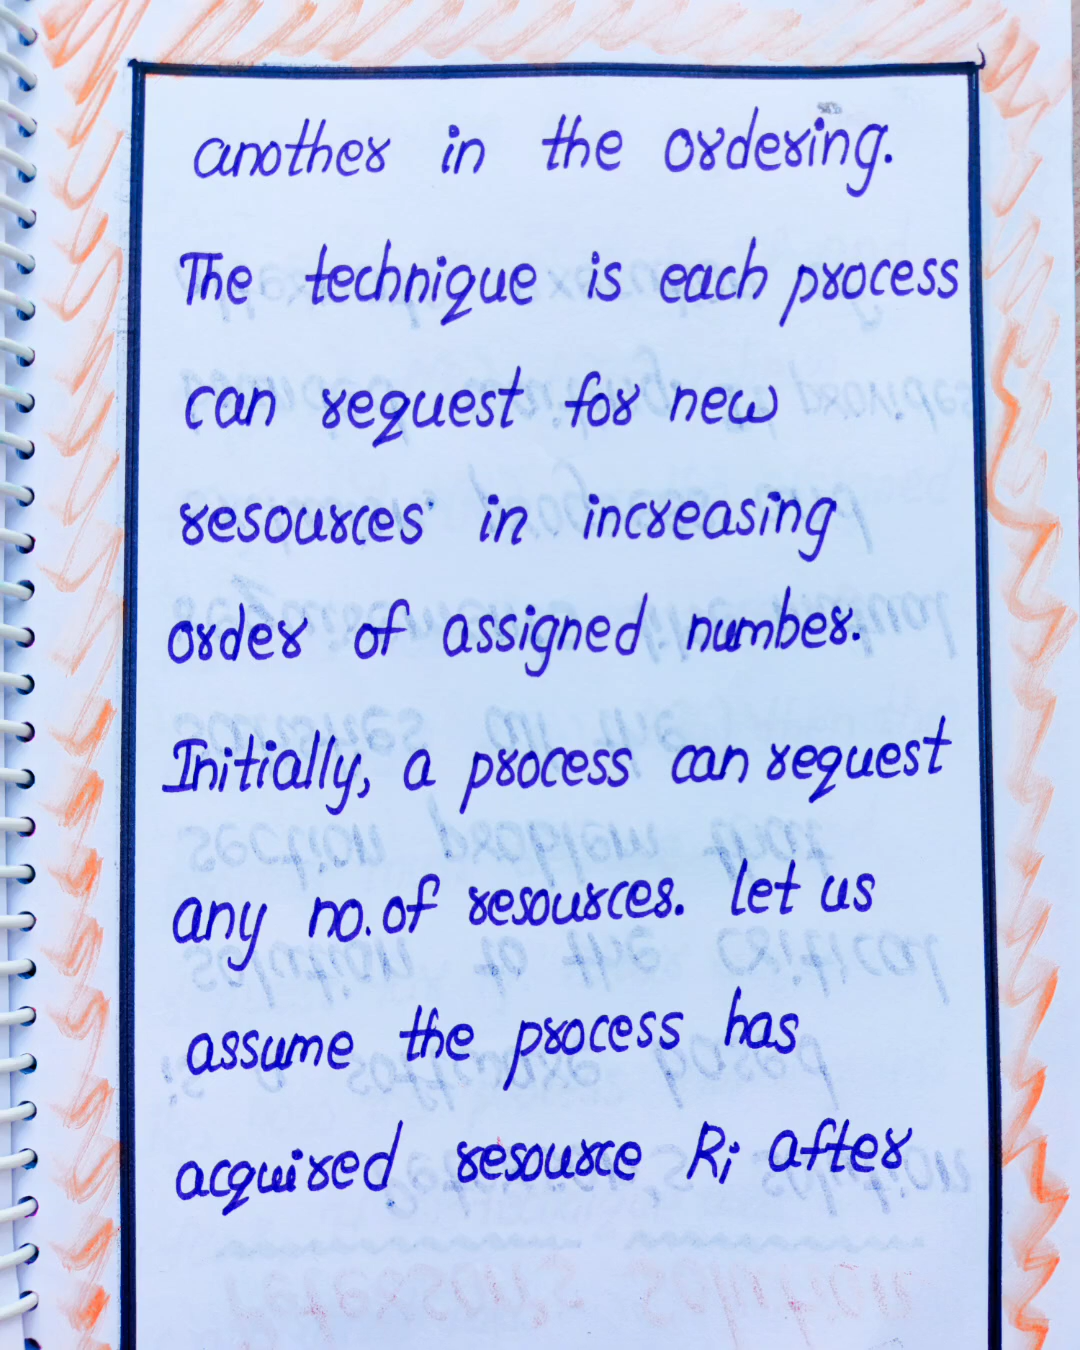 another in the ordering.
The technique is each process
can request for new
resources in increasing
order of assigned number.
Initially, a process can request
any no. of resources. let us
assume the process has
acquired resource Ri after